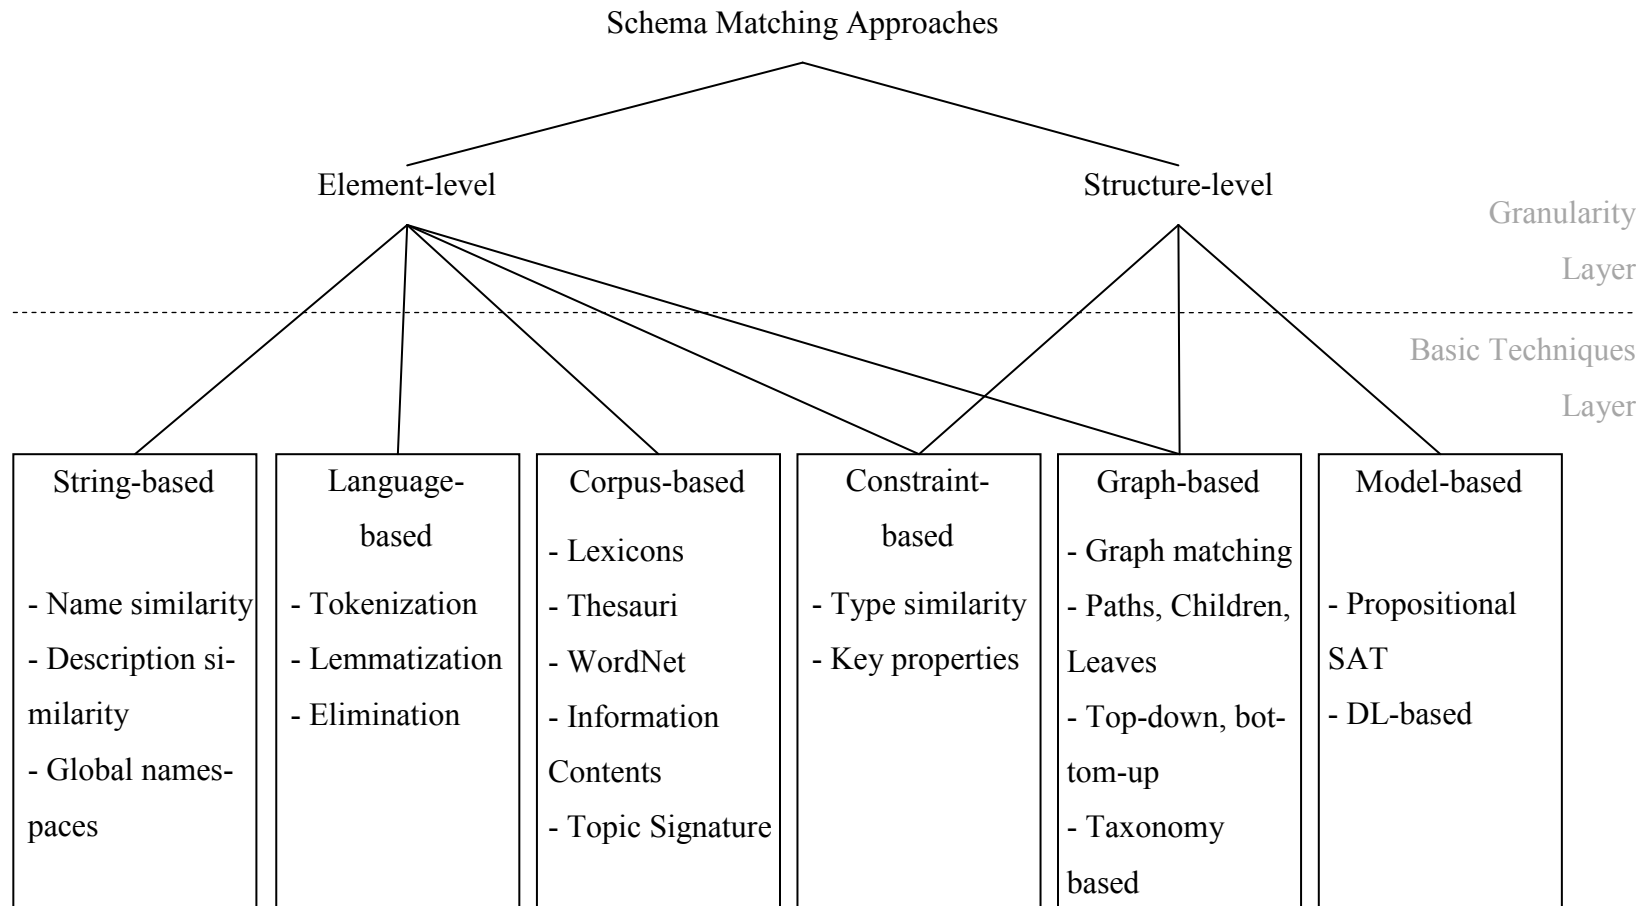 Schema Matching Approaches
Element-level
Structure-level
Granularity
Layer
Basic Techniques
Layer
String-based
- Name similarity
- Description si-
milarity
- Global names-
paces
Language-
based
- Tokenization
- Lemmatization
- Elimination
Corpus-based
- Lexicons
- Thesauri
- WordNet
- Information
Contents
- Topic Signature
Constraint-
based
- Type similarity
- Key properties
Graph-based
- Graph matching
- Paths, Children,
Leaves
- Top-down, bot-
tom-up
- Taxonomy
based
Model-based
- Propositional
SAT
- DL-based